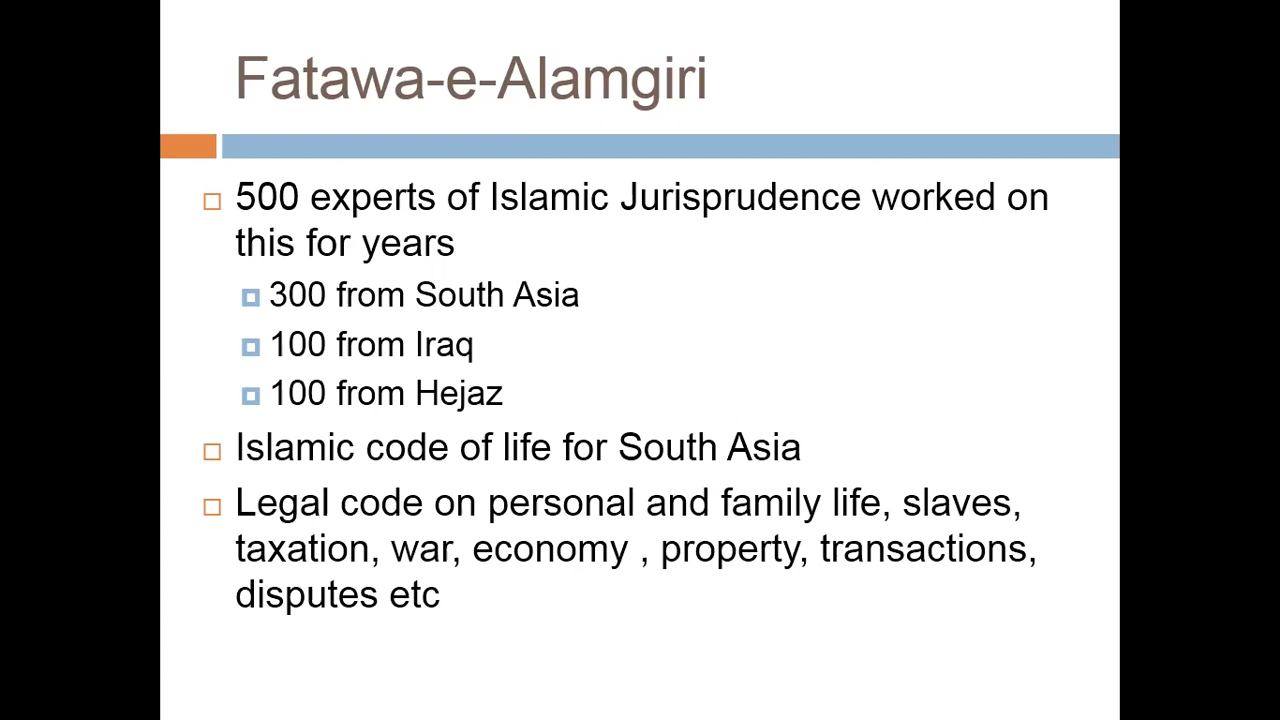 Fatawa-e-Alamgiri
500 experts of Islamic Jurisprudence worked on
this for years
300 from South Asia
100 from Iraq
100 from Hejaz
Islamic code of life for South Asia
Legal code on personal and family life, slaves,
taxation, war, economy , property, transactions,
disputes etc